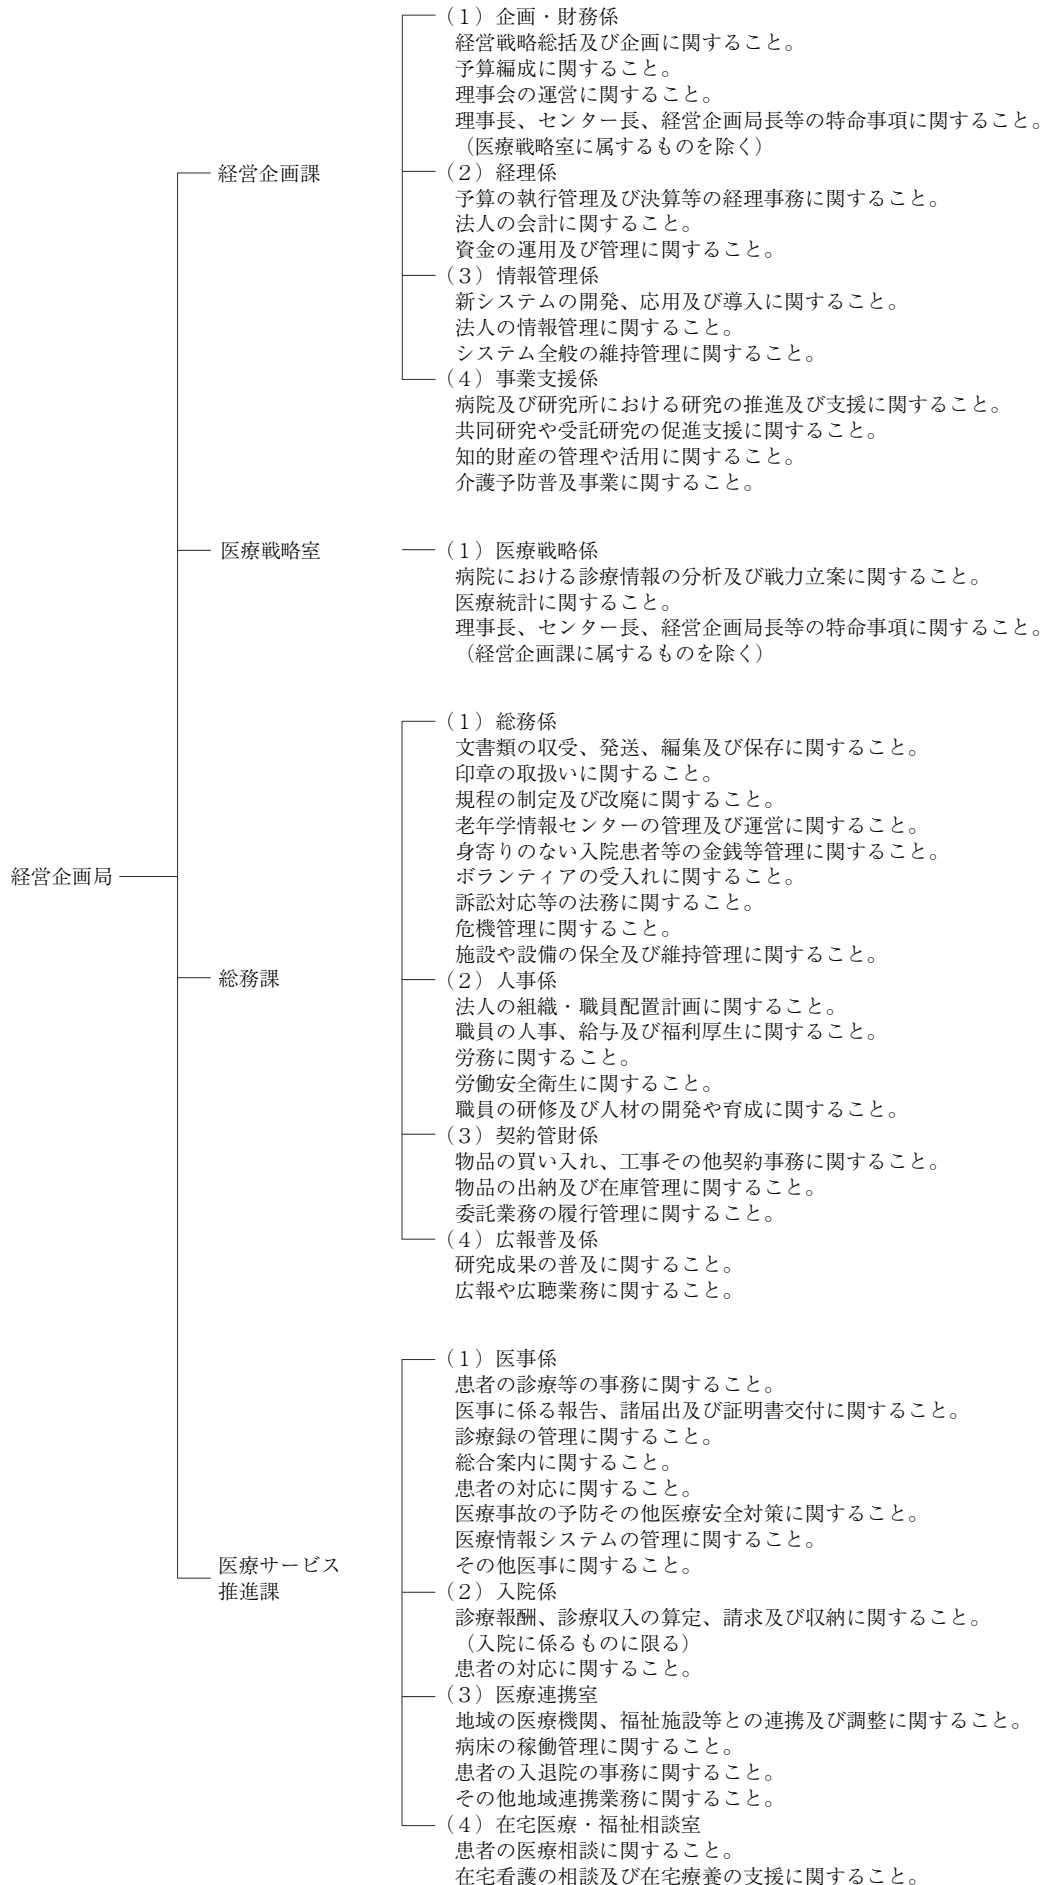 経営企画局
経営企画課
（1）企画・財務係
経営戦略総括及び企画に関すること。
予算編成に関すること。
理事会の運営に関すること。
理事長、センター長、経営企画局長等の特命事項に関すること。
（医療戦略室に属するものを除く）
（2）経理係
予算の執行管理及び決算等の経理事務に関すること。
法人の会計に関すること。
資金の運用及び管理に関すること。
（3）情報管理係
新システムの開発、応用及び導入に関すること。
法人の情報管理に関すること。
システム全般の維持管理に関すること。
（4）事業支援係
病院及び研究所における研究の推進及び支援に関すること。
共同研究や受託研究の促進支援に関すること。
知的財産の管理や活用に関すること。
介護予防普及事業に関すること。
医療戦略室
（1）医療戦略係
病院における診療情報の分析及び戦力立案に関すること。
医療統計に関すること。
理事長、センター長、経営企画局長等の特命事項に関すること。
（経営企画課に属するものを除く）
総務課
（1）総務係
文書類の収受、発送、編集及び保存に関すること。
印章の取扱いに関すること。
規程の制定及び改廃に関すること。
老年学情報センターの管理及び運営に関すること。
身寄りのない入院患者等の金銭等管理に関すること。
ボランティアの受入れに関すること。
訴訟対応等の法務に関すること。
危機管理に関すること。
施設や設備の保全及び維持管理に関すること。
（2）人事係
法人の組織・職員配置計画に関すること。
職員の人事、給与及び福利厚生に関すること。
労務に関すること。
労働安全衛生に関すること。
職員の研修及び人材の開発や育成に関すること。
（3）契約管財係
物品の買い入れ、工事その他契約事務に関すること。
物品の出納及び在庫管理に関すること。
委託業務の履行管理に関すること。
（4）広報普及係
研究成果の普及に関すること。
広報や広聴業務に関すること。
医療サービス
推進課
（1）医事係
患者の診療等の事務に関すること。
医事に係る報告、諸届出及び証明書交付に関すること。
診療録の管理に関すること。
総合案内に関すること。
患者の対応に関すること。
医療事故の予防その他医療安全対策に関すること。
医療情報システムの管理に関すること。
その他医事に関すること。
（2）入院係
診療報酬、診療収入の算定、請求及び収納に関すること。
（入院に係るものに限る）
患者の対応に関すること。
（3）医療連携室
地域の医療機関、福祉施設等との連携及び調整に関すること。
病床の稼働管理に関すること。
患者の入退院の事務に関すること。
その他地域連携業務に関すること。
（4）在宅医療・福祉相談室
患者の医療相談に関すること。
在宅看護の相談及び在宅療養の支援に関すること。